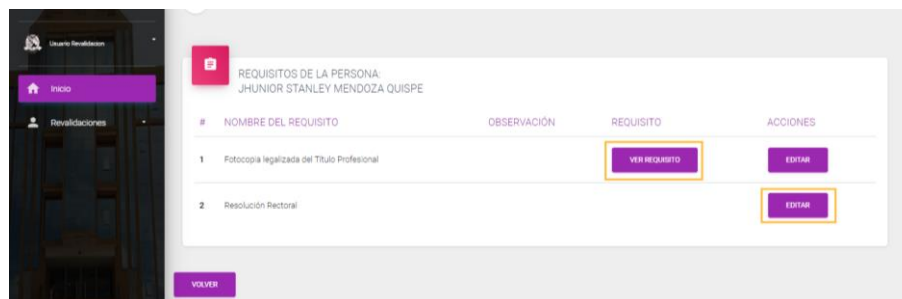 Usuario Revalidacion
Inicio
Revalidaciones
REQUISITOS DE LA PERSONA:
JHUNIOR STANLEY MENDOZA QUISPE
# NOMBRE DEL REQUISITO OBSERVACIÓN REQUISITO ACCIONES
1 Fotocopia legalizada del Título Profesional VER REQUISITO EDITAR
2 Resolución Rectoral EDITAR
VOLVER